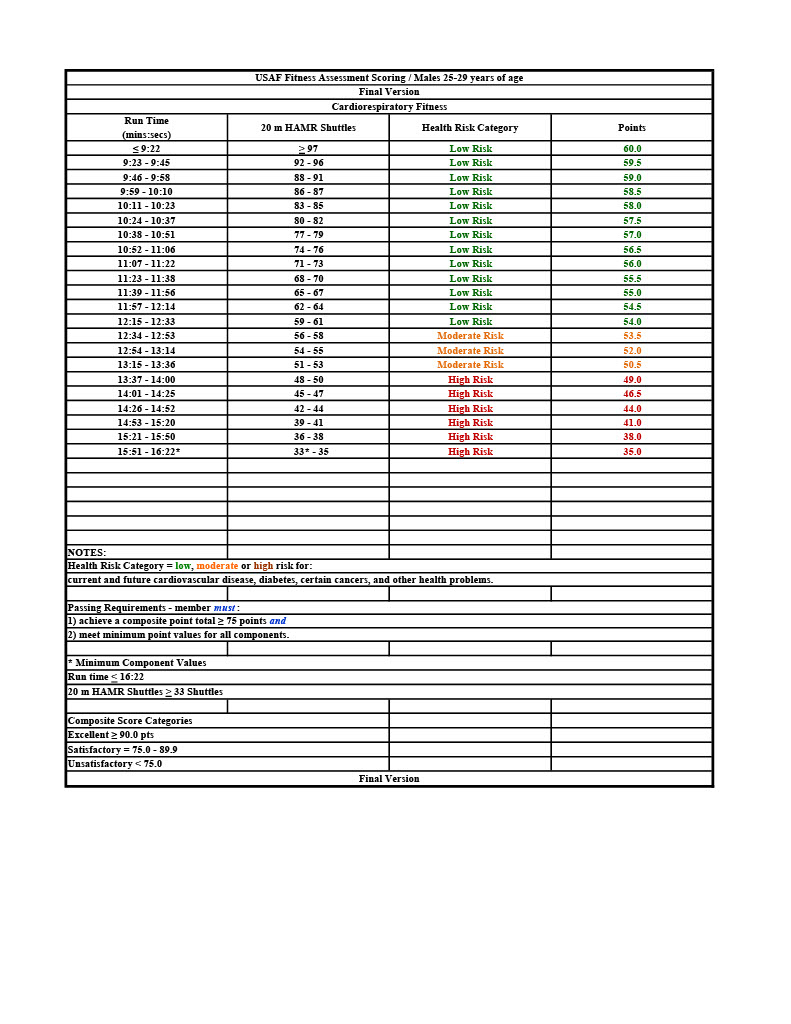 USAF Fitness Assessment Scoring / Males 25-29 years of age
Final Version
Cardiorespiratory Fitness
Run Time (mins:secs) 20 m HAMR Shuttles Health Risk Category Points
≤ 9:22 ≥ 97 Low Risk 60.0
9:23 - 9:45 92 - 96 Low Risk 59.5
9:46 - 9:58 88 - 91 Low Risk 59.0
9:59 - 10:10 86 - 87 Low Risk 58.5
10:11 - 10:23 83 - 85 Low Risk 58.0
10:24 - 10:37 80 - 82 Low Risk 57.5
10:38 - 10:51 77 - 79 Low Risk 57.0
10:52 - 11:06 74 - 76 Low Risk 56.5
11:07 - 11:22 71 - 73 Low Risk 56.0
11:23 - 11:38 68 - 70 Low Risk 55.5
11:39 - 11:56 65 - 67 Low Risk 55.0
11:57 - 12:14 62 - 64 Low Risk 54.5
12:15 - 12:33 59 - 61 Low Risk 54.0
12:34 - 12:53 56 - 58 Moderate Risk 53.5
12:54 - 13:14 54 - 55 Moderate Risk 52.0
13:15 - 13:36 51 - 53 Moderate Risk 50.5
13:37 - 14:00 48 - 50 High Risk 49.0
14:01 - 14:25 45 - 47 High Risk 46.5
14:26 - 14:52 42 - 44 High Risk 44.0
14:53 - 15:20 39 - 41 High Risk 41.0
15:21 - 15:50 36 - 38 High Risk 38.0
15:51 - 16:22* 33* - 35 High Risk 35.0
NOTES:
Health Risk Category = low, moderate or high risk for:
current and future cardiovascular disease, diabetes, certain cancers, and other health problems.
Passing Requirements - member must :
1) achieve a composite point total ≥ 75 points and
2) meet minimum point values for all components.
* Minimum Component Values
Run time ≤ 16:22
20 m HAMR Shuttles ≥ 33 Shuttles
Composite Score Categories
Excellent ≥ 90.0 pts
Satisfactory = 75.0 - 89.9
Unsatisfactory < 75.0
Final Version